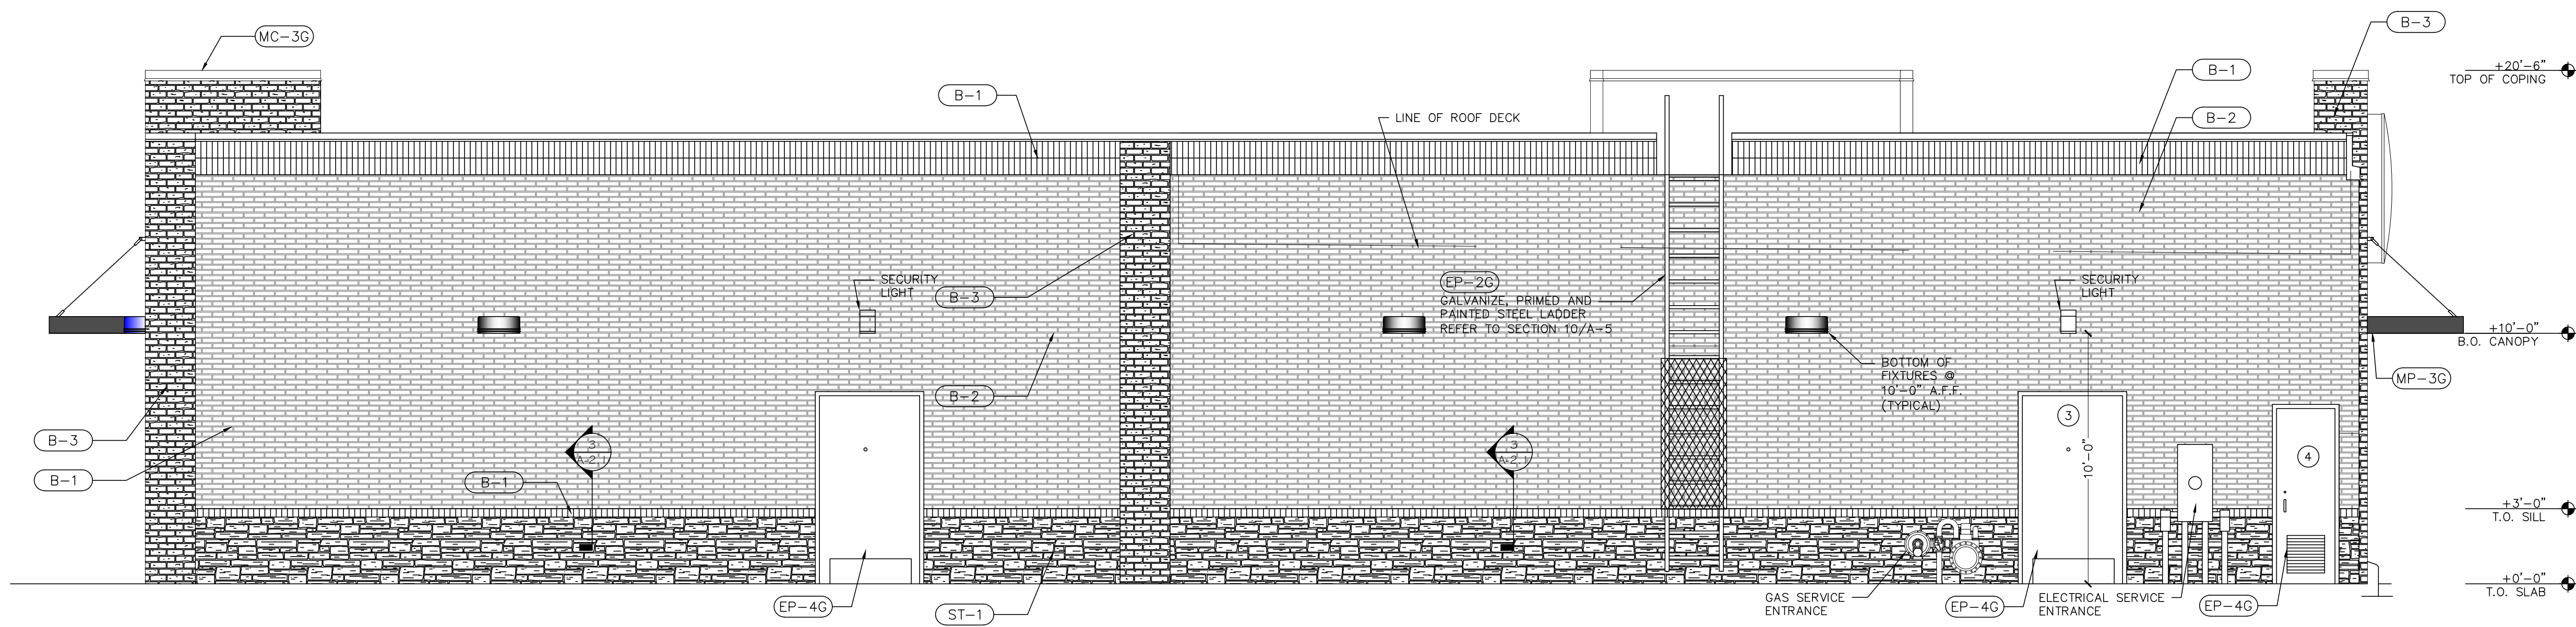 MC-3G
B-3
B-1
B-1
B-2
+20'-6"
TOP OF COPING
LINE OF ROOF DECK
SECURITY
LIGHT
B-3
EP-2G
GALVANIZE, PRIMED AND
PAINTED STEEL LADDER
REFER TO SECTION 10/A-5
SECURITY
LIGHT
+10'-0"
B.O. CANOPY
BOTTOM OF
FIXTURES @
10'-0" A.F.F.
(TYPICAL)
MP-3G
B-2
B-3
B-1
B-1
3
A-2.1
3
A-2.1
3
10'-0"
4
+3'-0"
T.O. SILL
EP-4G
ST-1
GAS SERVICE
ENTRANCE
EP-4G
ELECTRICAL SERVICE
ENTRANCE
EP-4G
+0'-0"
T.O. SLAB